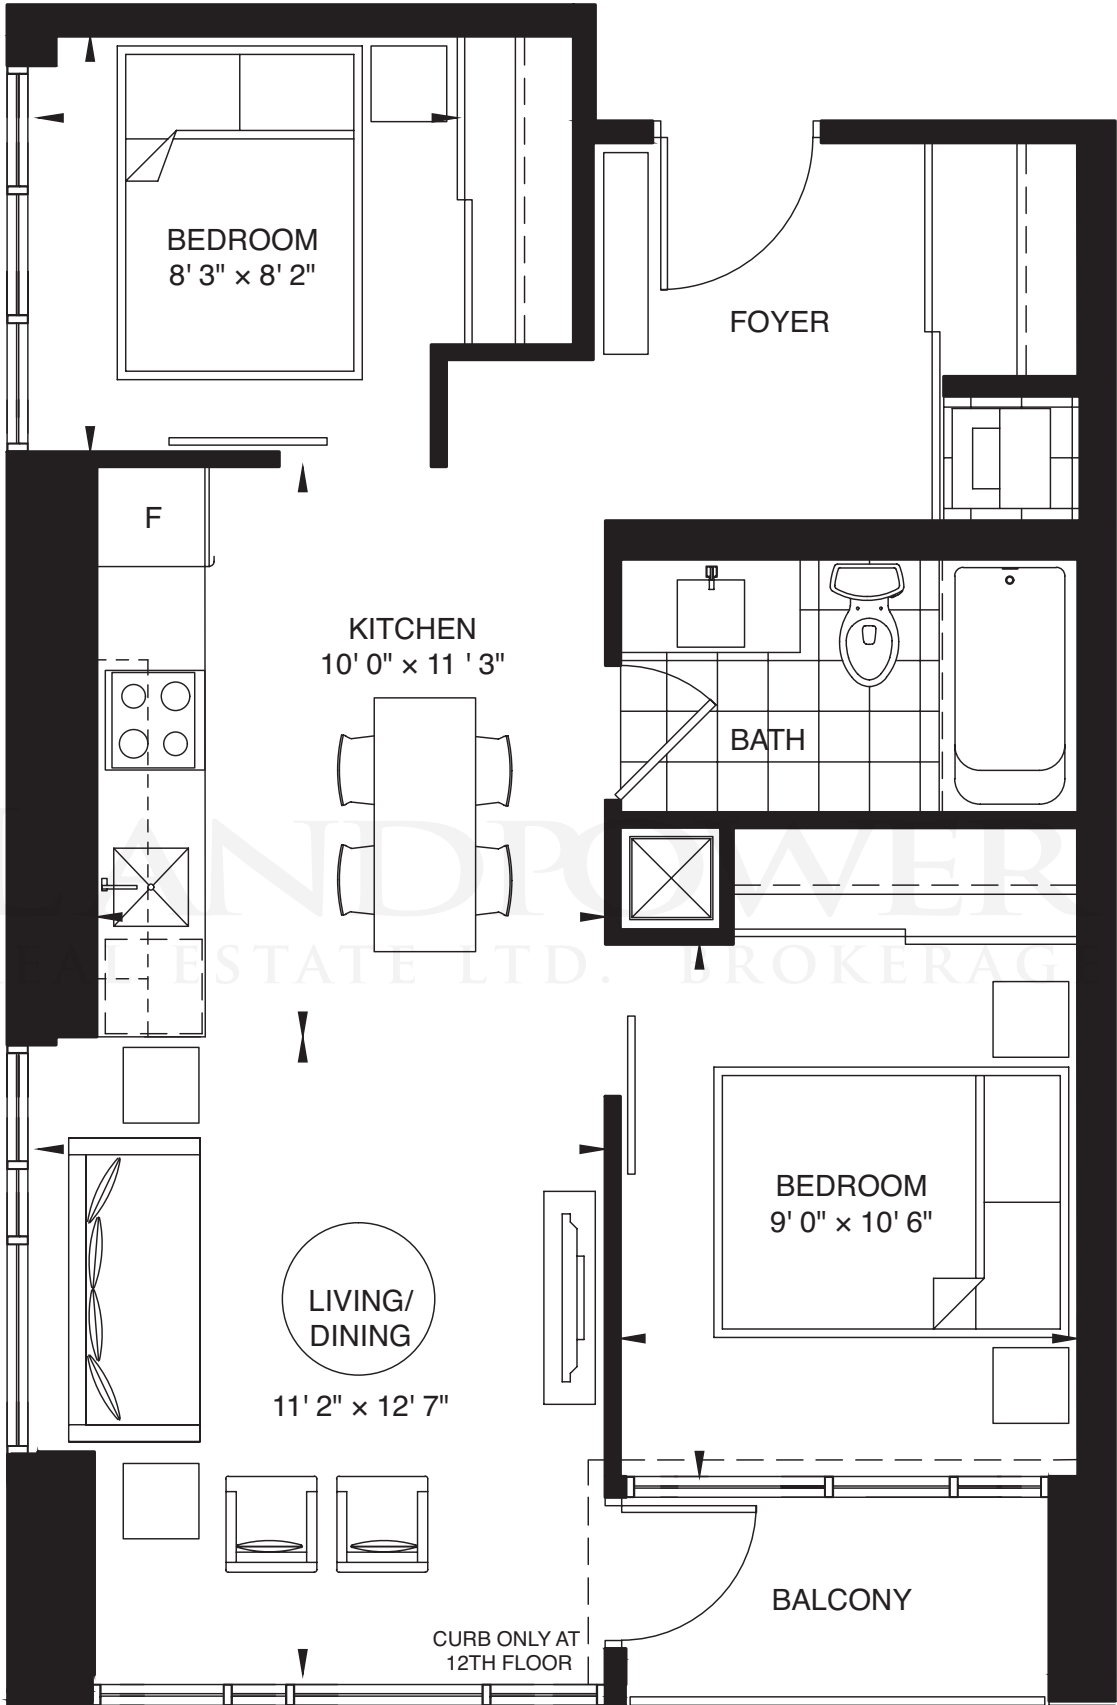 BEDROOM
8' 3" × 8' 2"
FOYER
F
KITCHEN
10' 0" × 11 ' 3"
BATH
LANDPOWER
REAL ESTATE LTD. BROKERAGE
BEDROOM
9' 0" × 10' 6"
LIVING/
DINING
11' 2" × 12' 7"
BALCONY
CURB ONLY AT
12TH FLOOR